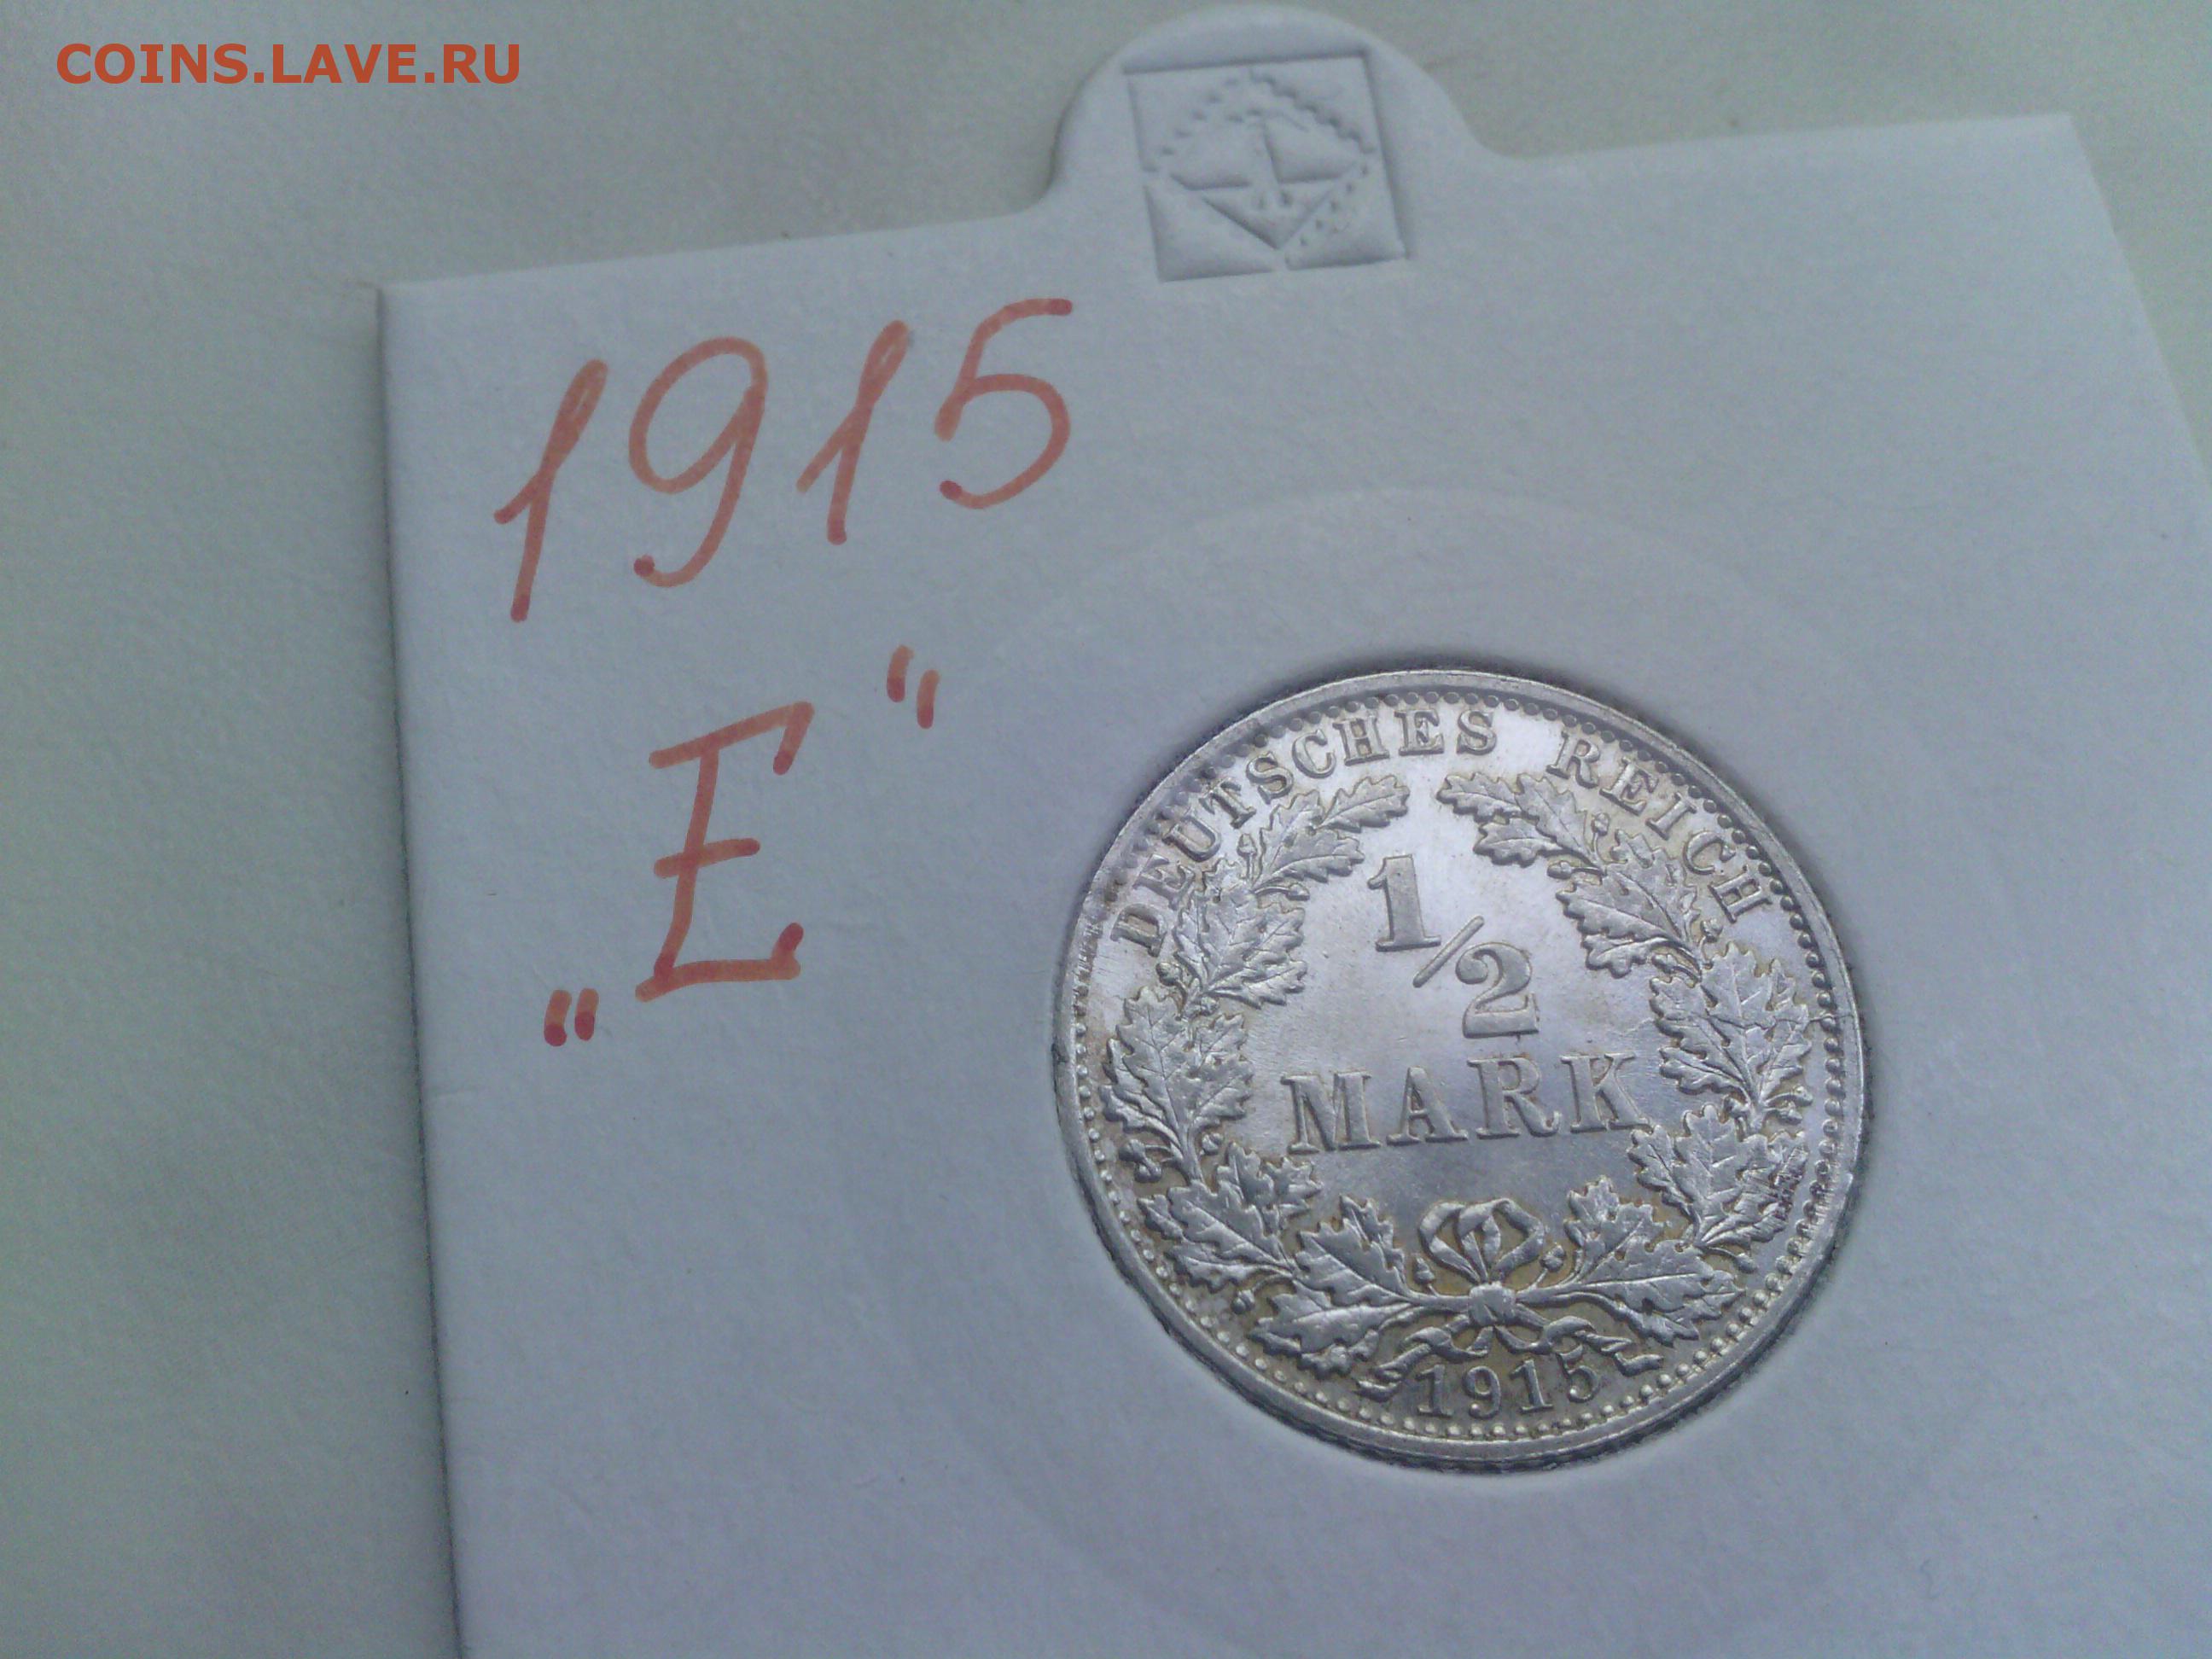 COINS.LAVE.RU
1915
„E“
DEUTSCHES REICH
1/2
MARK
1915